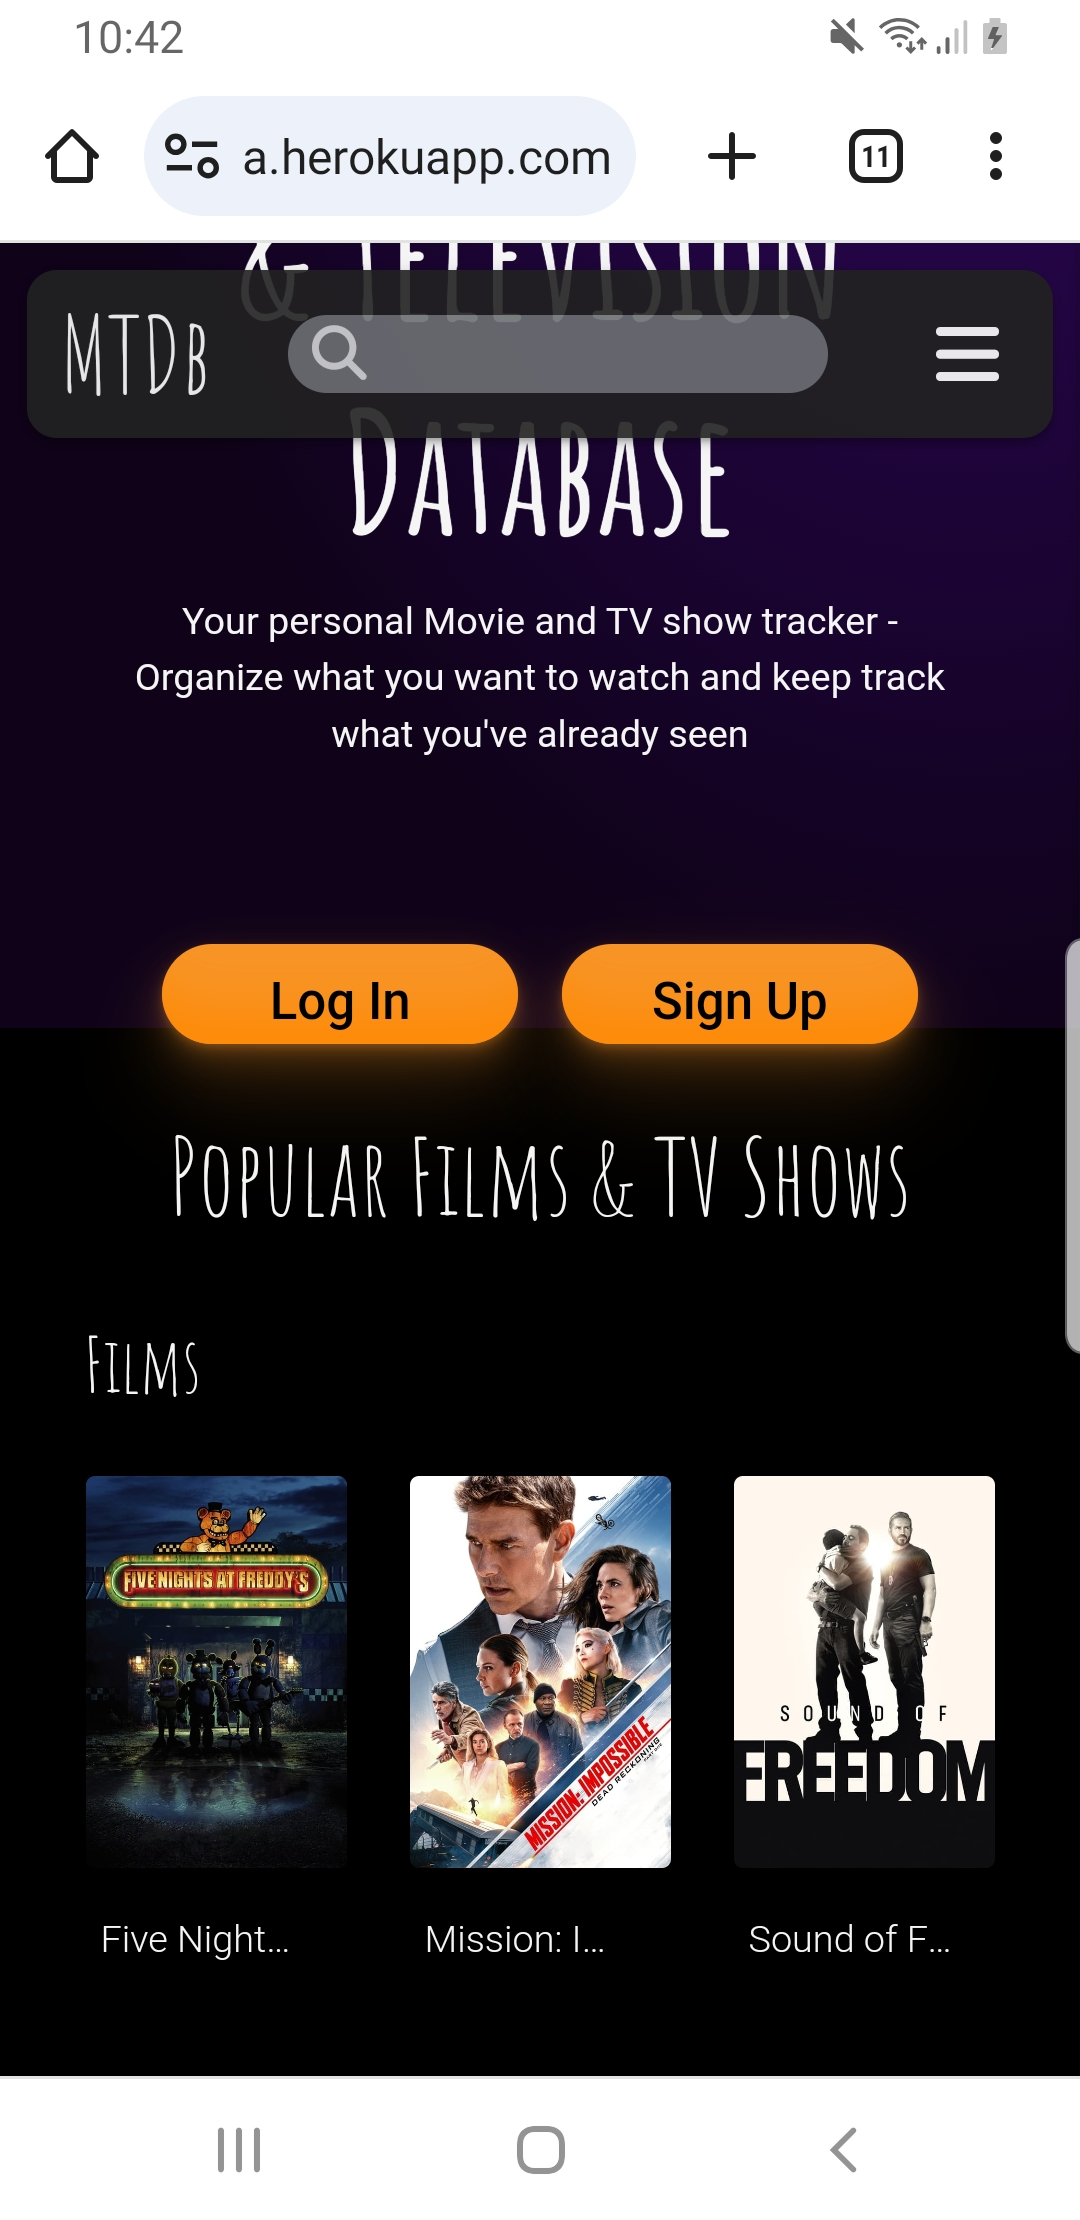 10:42
a.herokuapp.com
11
& TELEVISION
MTDB
DATABASE
Your personal Movie and TV show tracker -
Organize what you want to watch and keep track
what you've already seen
Log In
Sign Up
POPULAR FILMS & TV SHOWS
FILMS
FIVE NIGHTS AT FREDDY'S
MISSION: IMPOSSIBLE
DEAD RECKONING
PART ONE
SOUND OF
FREEDOM
Five Night...
Mission: I...
Sound of F...